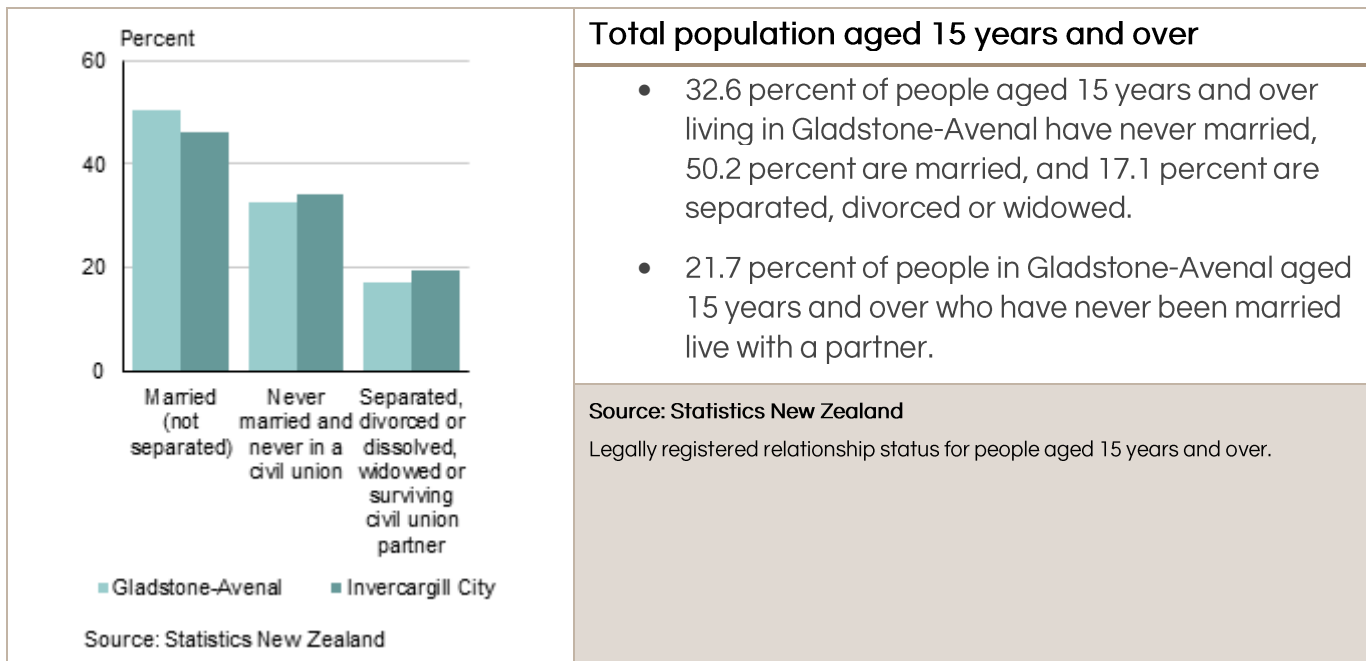 Percent
60
40
20
0
Married
(not
separated)
Never
married and
never in a
civil union
Separated,
divorced or
dissolved,
widowed or
surviving
civil union
partner
Gladstone-Avenal
Invercargill City
Source: Statistics New Zealand
Total population aged 15 years and over
• 32.6 percent of people aged 15 years and over
living in Gladstone-Avenal have never married,
50.2 percent are married, and 17.1 percent are
separated, divorced or widowed.
• 21.7 percent of people in Gladstone-Avenal aged
15 years and over who have never been married
live with a partner.
Source: Statistics New Zealand
Legally registered relationship status for people aged 15 years and over.